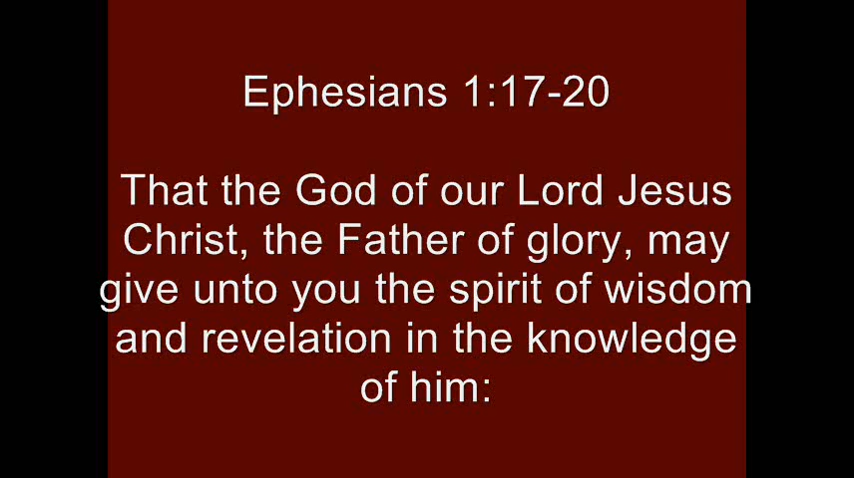 Ephesians 1:17-20
That the God of our Lord Jesus
Christ, the Father of glory, may
give unto you the spirit of wisdom
and revelation in the knowledge
of him: